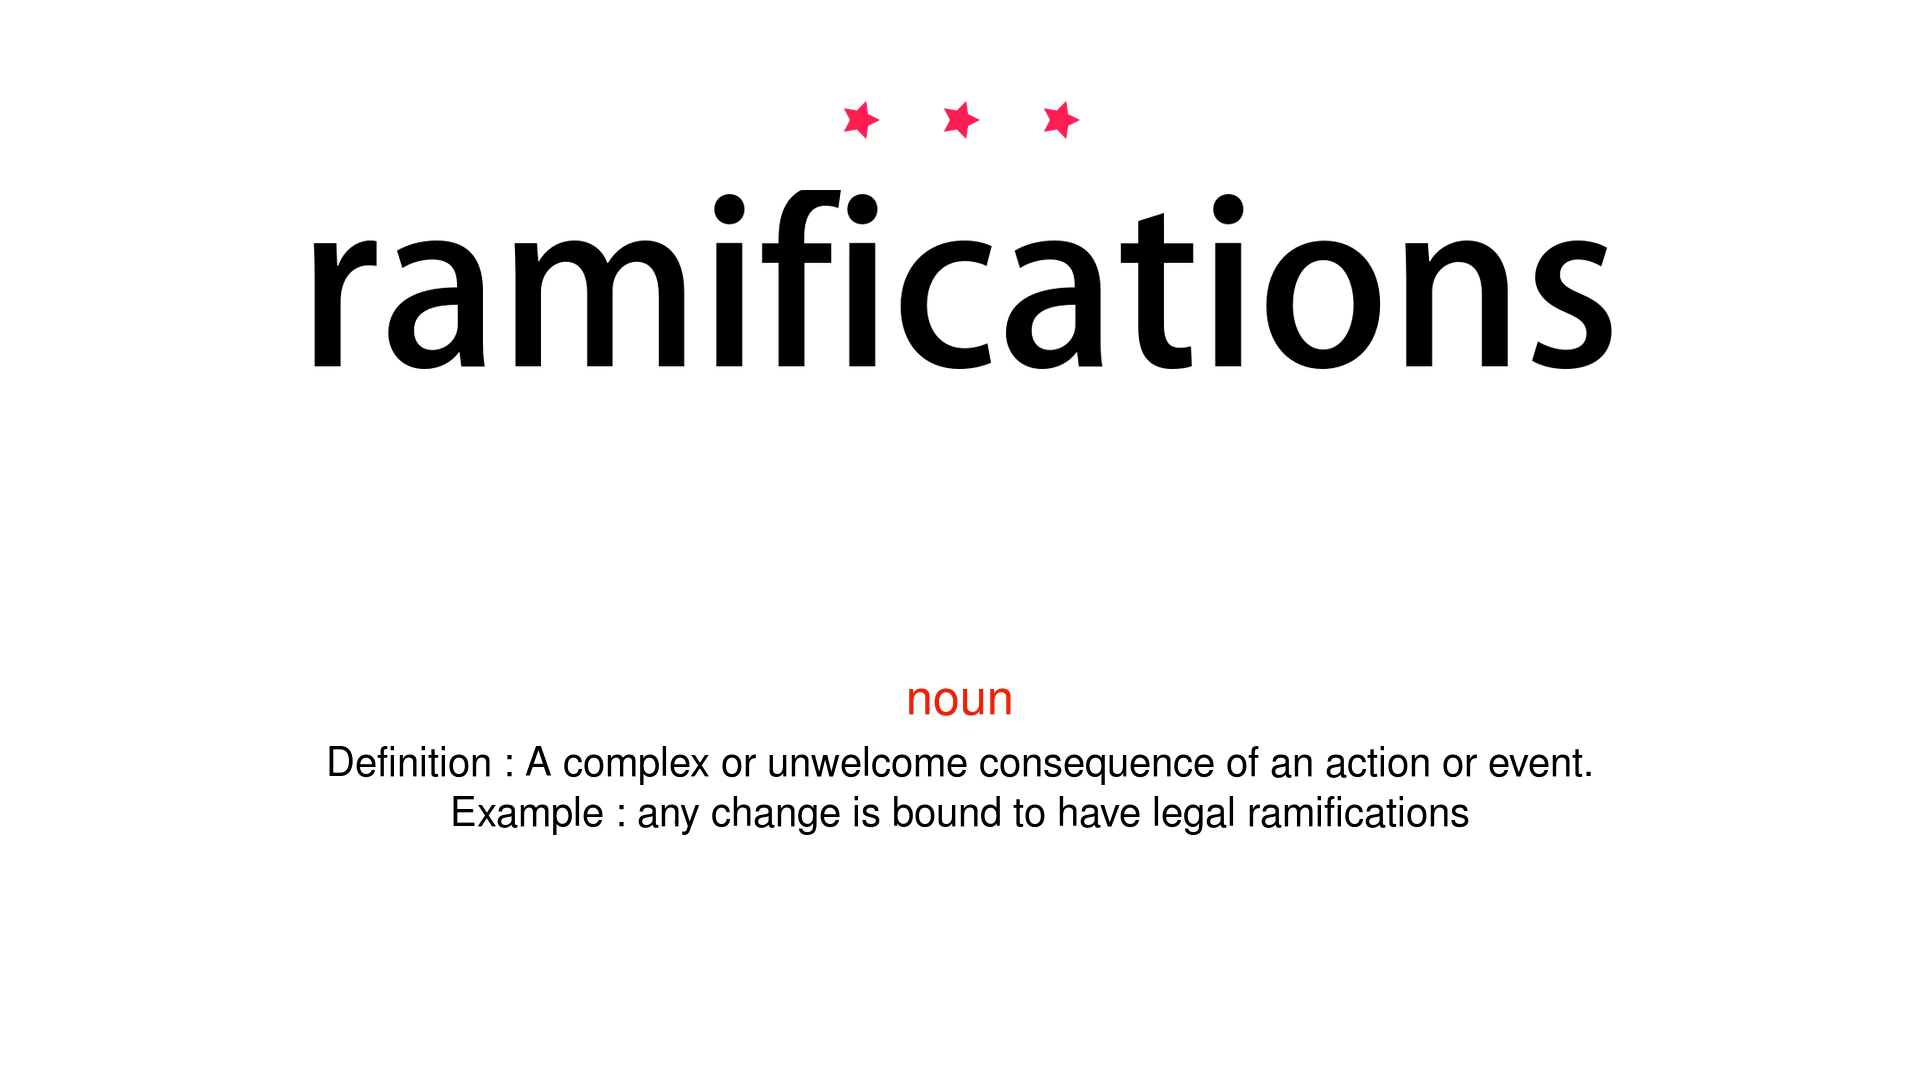 ramifications
noun
Definition : A complex or unwelcome consequence of an action or event.
Example : any change is bound to have legal ramifications